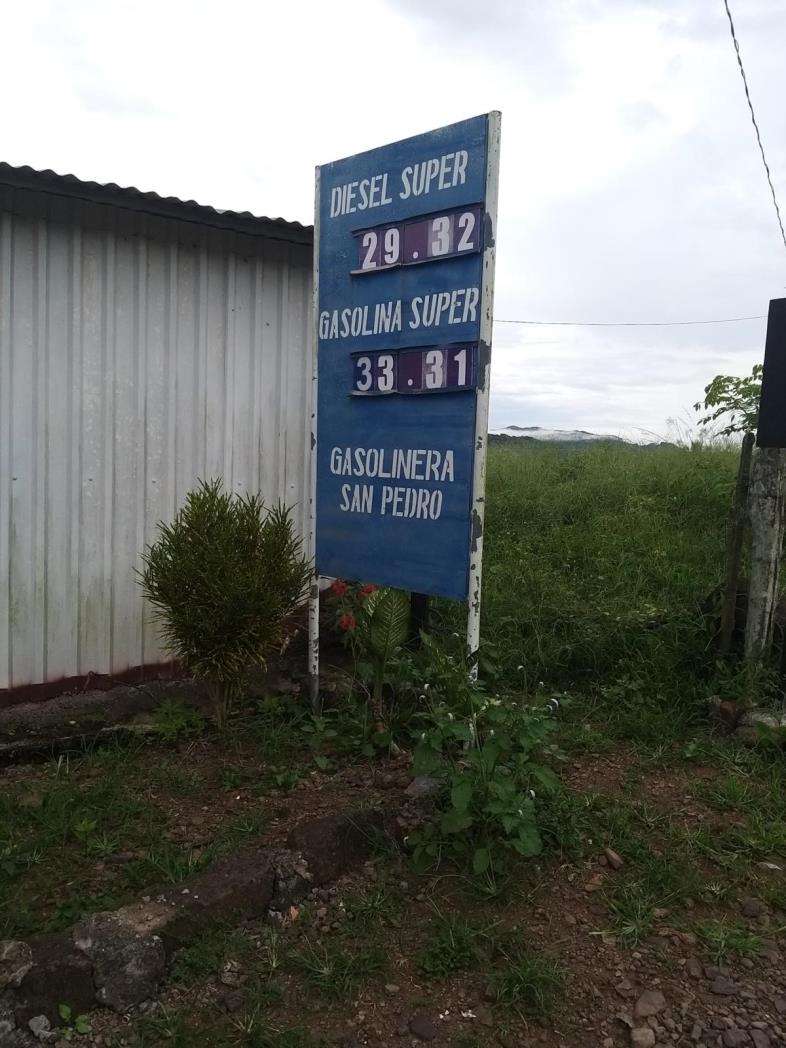 DIESEL SUPER
29.32
GASOLINA SUPER
33.31
GASOLINERA
SAN PEDRO